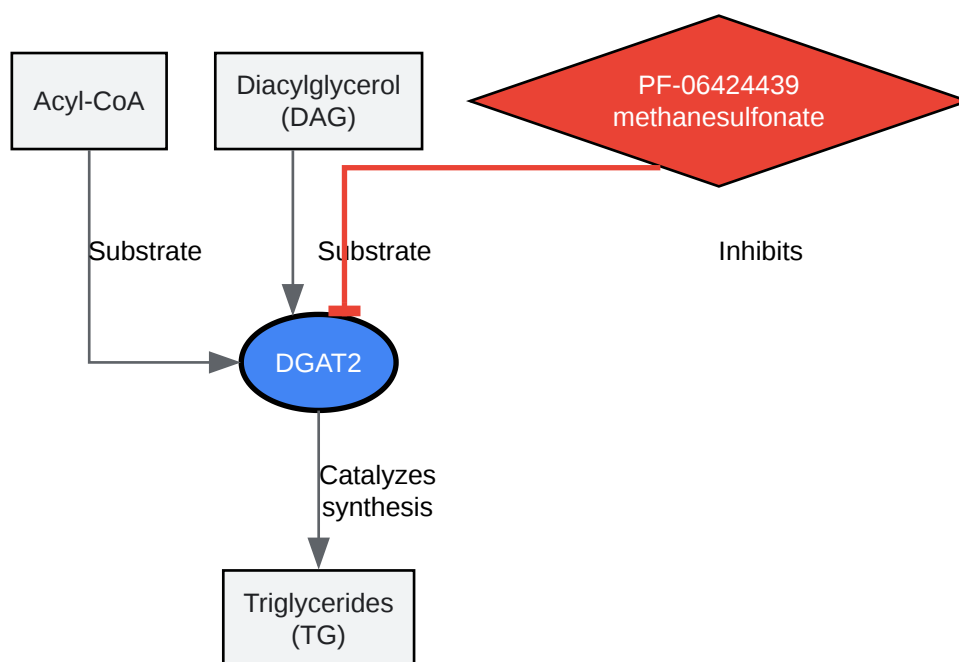 Acyl-CoA
Diacylglycerol
(DAG)
PF-06424439
methanesulfonate
Substrate
Substrate
Inhibits
DGAT2
Catalyzes
synthesis
Triglycerides
(TG)